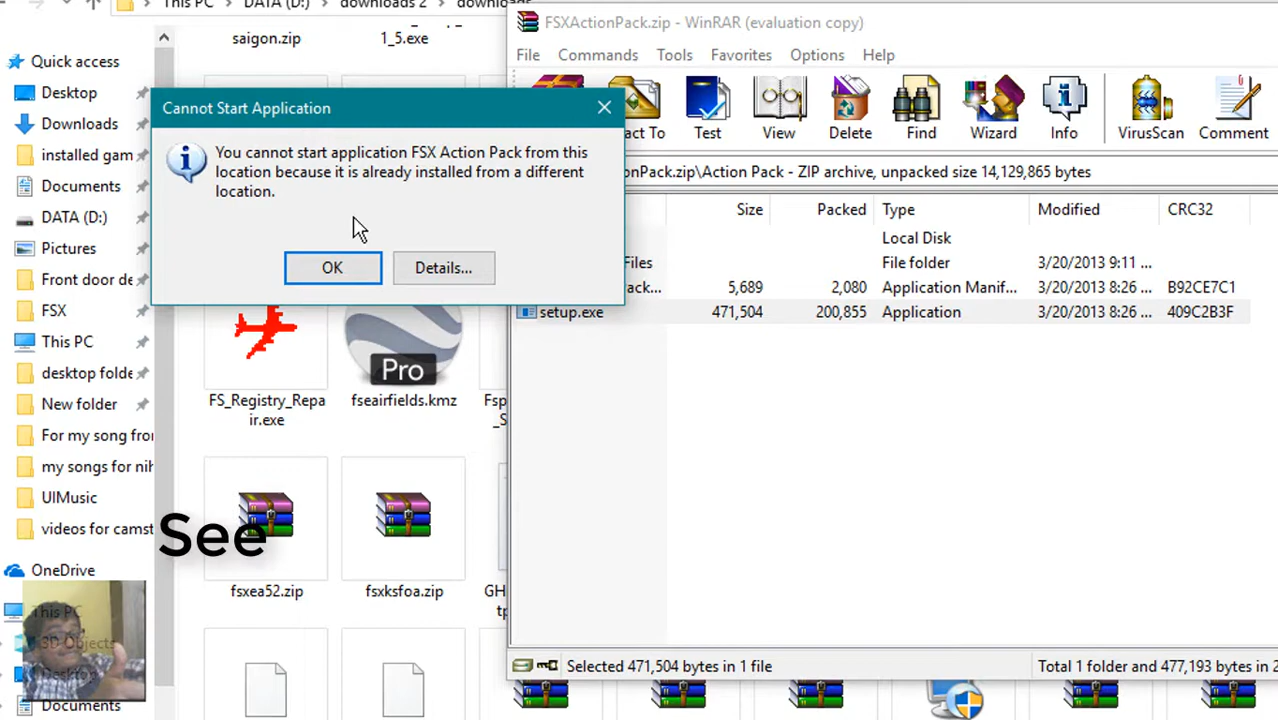 This PC
DATA (D:)
downloads 2
downloads
Quick access
Desktop
Downloads
installed gam
Documents
DATA (D:)
Pictures
Front door de
FSX
This PC
desktop folde
New folder
For my song fron
my songs for nih
UIMusic
videos for camst
OneDrive
This PC
3D Objects
Desktop
Documents
saigon.zip
1_5.exe
Cannot Start Application
You cannot start application FSX Action Pack from this
location because it is already installed from a different
location.
OK
Details...
Pro
FS_Registry_Repa
ir.exe
fseairfields.kmz
Fsp
_S
See
fsxea52.zip
fsxksfoa.zip
GH
tp
FSXActionPack.zip - WinRAR (evaluation copy)
File Commands Tools Favorites Options Help
act To
Test
View
Delete
Find
Wizard
Info
VirusScan
Comment
onPack.zip\Action Pack - ZIP archive, unpacked size 14,129,865 bytes
Size Packed Type Modified CRC32
Local Disk
Files File folder 3/20/2013 9:11 ...
ack... 5,689 2,080 Application Manif... 3/20/2013 8:26 ... B92CE7C1
setup.exe 471,504 200,855 Application 3/20/2013 8:26 ... 409C2B3F
Selected 471,504 bytes in 1 file
Total 1 folder and 477,193 bytes in 2